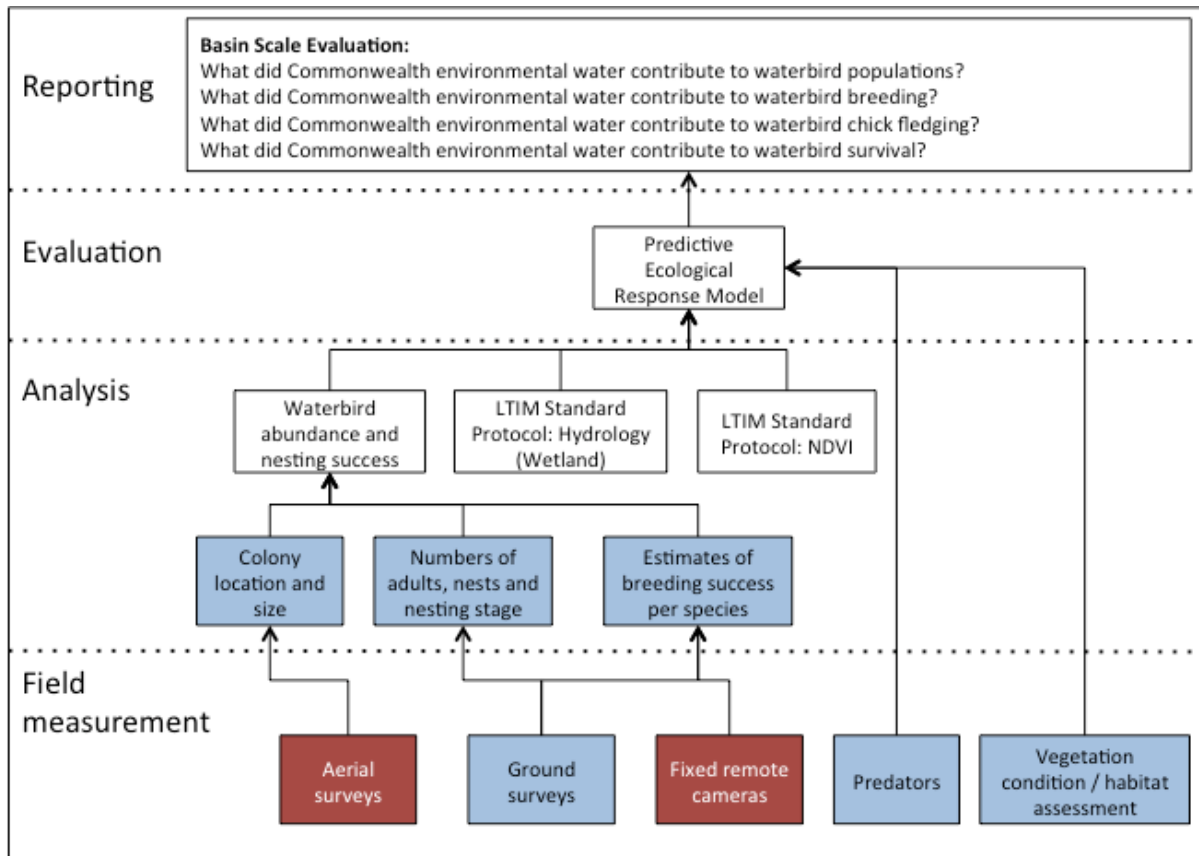 Reporting
Basin Scale Evaluation:
What did Commonwealth environmental water contribute to waterbird populations?
What did Commonwealth environmental water contribute to waterbird breeding?
What did Commonwealth environmental water contribute to waterbird chick fledging?
What did Commonwealth environmental water contribute to waterbird survival?
Evaluation
Predictive
Ecological
Response Model
Analysis
Waterbird
abundance and
nesting success
LTIM Standard
Protocol: Hydrology
(Wetland)
LTIM Standard
Protocol: NDVI
Colony
location and
size
Numbers of
adults, nests and
nesting stage
Estimates of
breeding success
per species
Field
measurement
Aerial
surveys
Ground
surveys
Fixed remote
cameras
Predators
Vegetation
condition / habitat
assessment